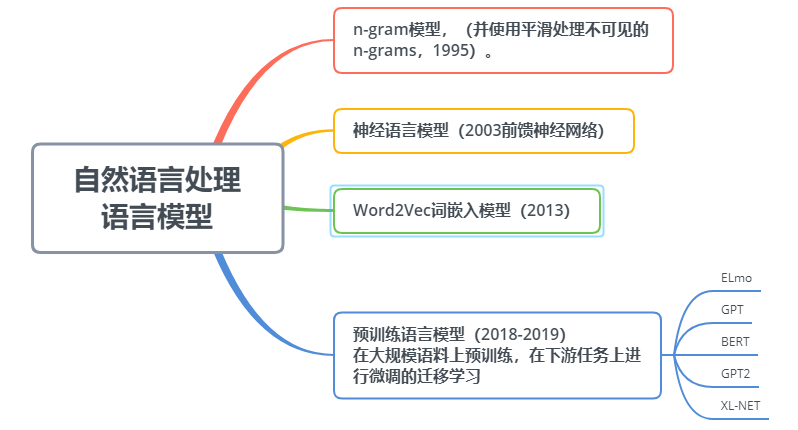 自然语言处理
语言模型
n-gram模型，（并使用平滑处理不可见的
n-grams，1995）。
神经语言模型（2003前馈神经网络）
Word2Vec词嵌入模型（2013）
预训练语言模型（2018-2019）
在大规模语料上预训练，在下游任务上进
行微调的迁移学习
ELmo
GPT
BERT
GPT2
XL-NET